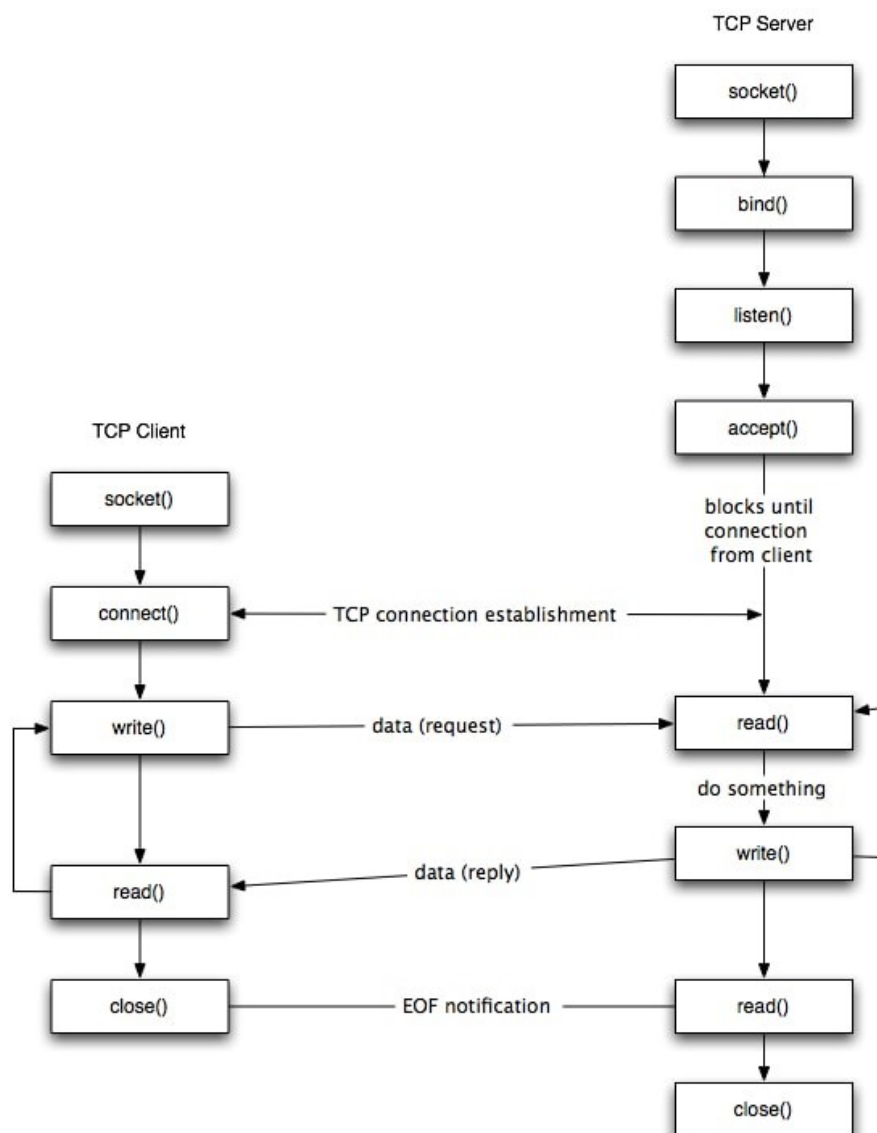 TCP Server
socket()
bind()
listen()
accept()
TCP Client
blocks until
connection
from client
socket()
connect()
TCP connection establishment
write()
data (request)
read()
do something
write()
data (reply)
read()
close()
EOF notification
read()
close()